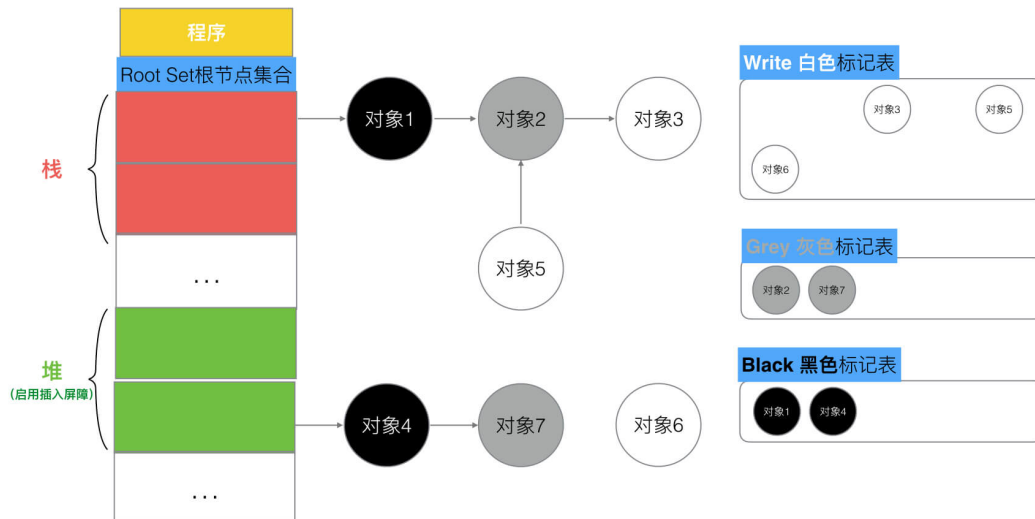 程序
Root Set根节点集合
栈
...
堆
(启用插入屏障)
...
对象1
对象2
对象3
对象5
对象4
对象7
对象6
Write 白色标记表
对象3
对象5
对象6
Grey 灰色标记表
对象2
对象7
Black 黑色标记表
对象1
对象4